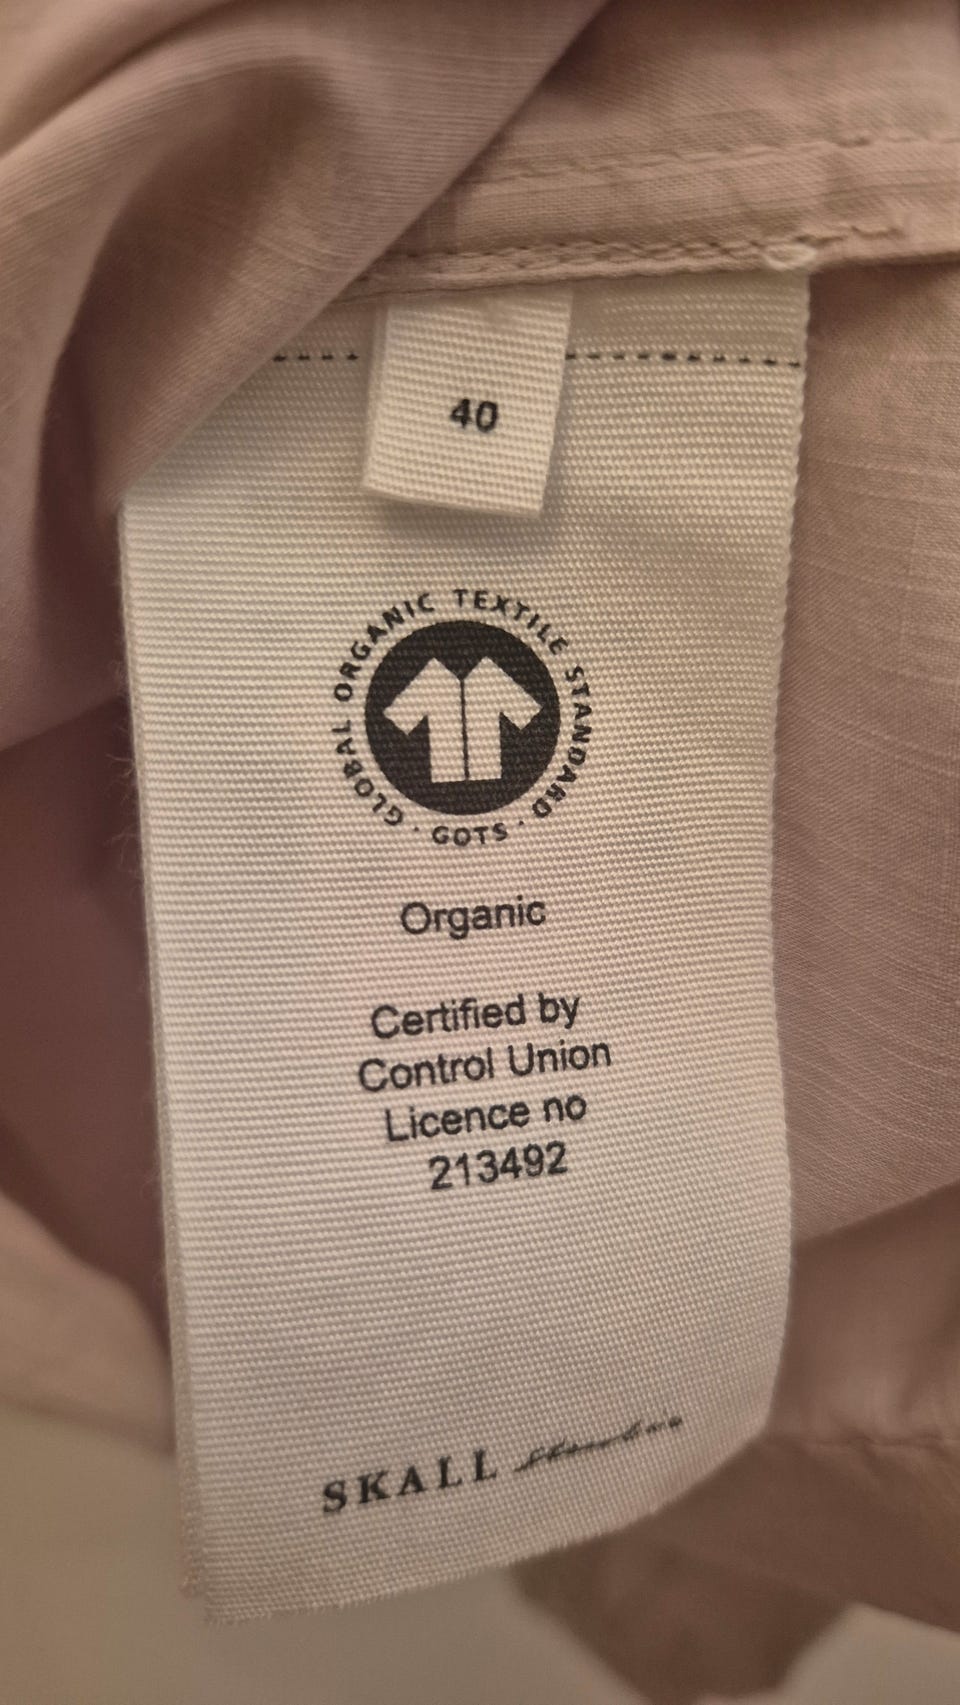 40
GLOBAL ORGANIC TEXTILE STANDARD
· GOTS ·
Organic
Certified by
Control Union
Licence no
213492
SKALL